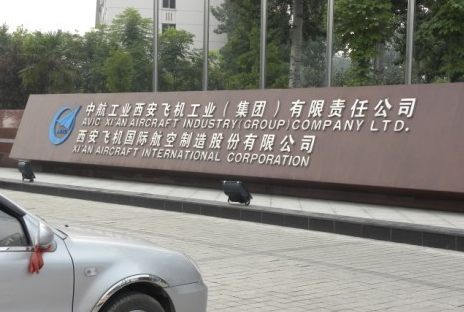 中航工业西安飞机工业(集团)有限责任公司
AVIC XI'AN AIRCRAFT INDUSTRY(GROUP)COMPANY LTD.
西安飞机国际航空制造股份有限公司
XI'AN AIRCRAFT INTERNATIONAL CORPORATION